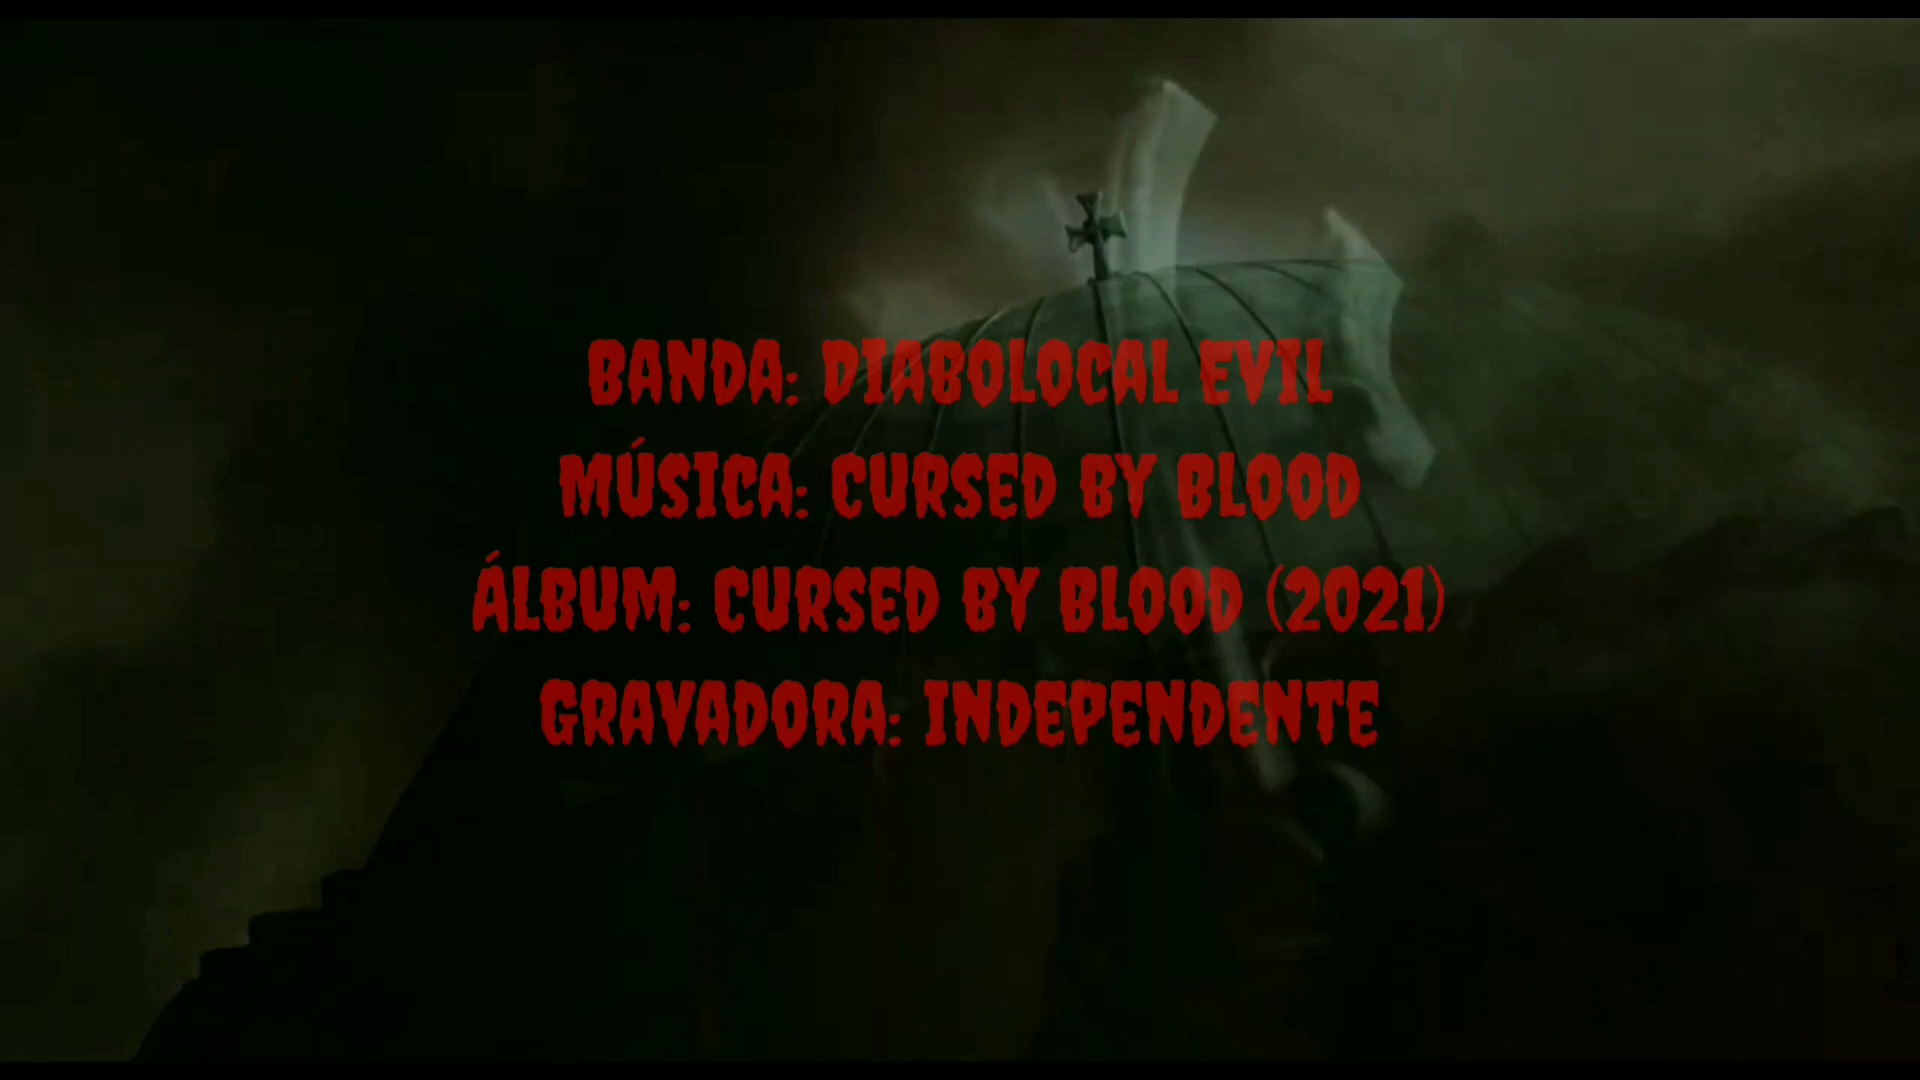 BANDA: DIABOLOCAL EVIL
MÚSICA: CURSED BY BLOOD
ÁLBUM: CURSED BY BLOOD (2021)
GRAVADORA: INDEPENDENTE